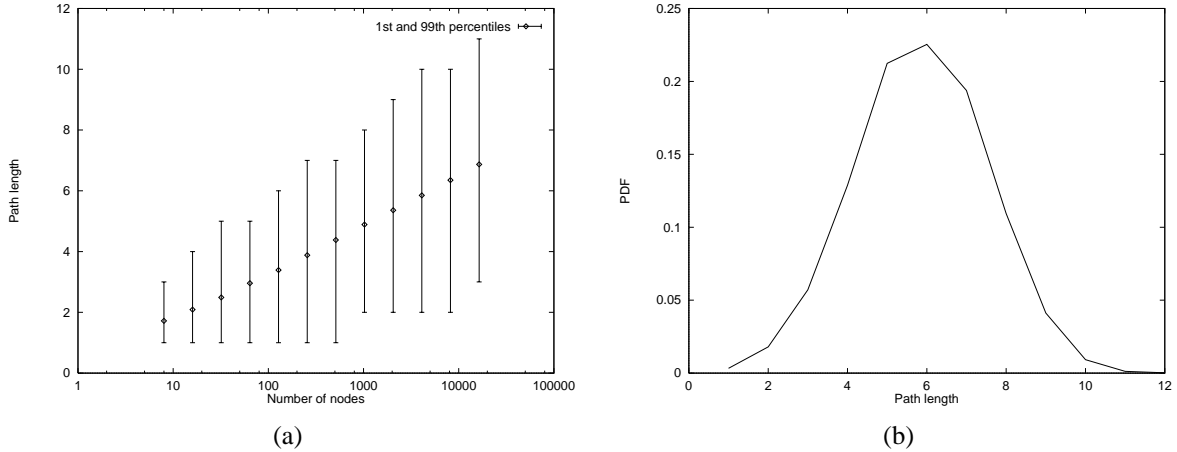 12
10
8
6
4
2
0
Path length
1st and 99th percentiles
1 10 100 1000 10000 100000
Number of nodes
(a)
0.25
0.2
0.15
0.1
0.05
0
PDF
0 2 4 6 8 10 12
Path length
(b)